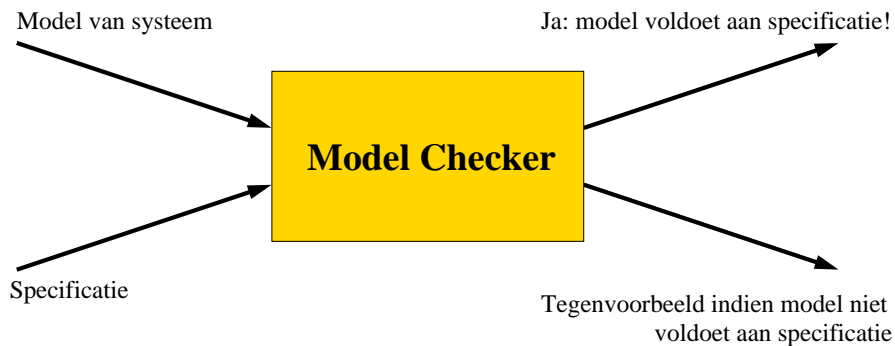 Model van systeem
Ja: model voldoet aan specificatie!
Model Checker
Specificatie
Tegenvoorbeeld indien model niet
voldoet aan specificatie